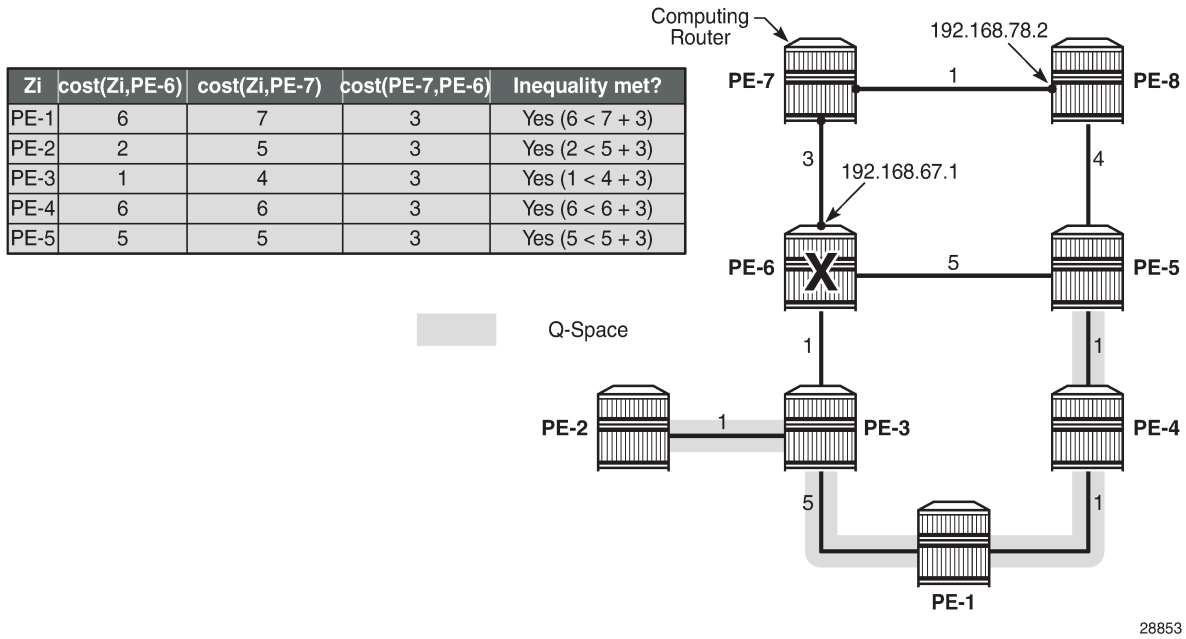 Computing
Router
192.168.78.2
PE-7
1
PE-8
Zi cost(Zi,PE-6) cost(Zi,PE-7) cost(PE-7,PE-6) Inequality met?
PE-1 6 7 3 Yes (6 < 7 + 3)
PE-2 2 5 3 Yes (2 < 5 + 3)
PE-3 1 4 3 Yes (1 < 4 + 3)
PE-4 6 6 3 Yes (6 < 6 + 3)
PE-5 5 5 3 Yes (5 < 5 + 3)
3
192.168.67.1
4
PE-6
X
5
PE-5
Q-Space
1
1
PE-2
1
PE-3
PE-4
5
1
PE-1
28853